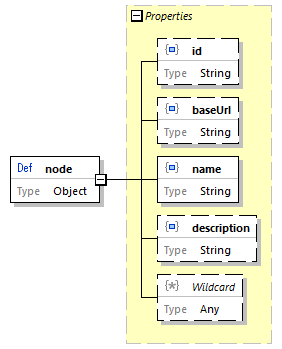 Properties
id
Type String
baseUrl
Type String
Def node
Type Object
name
Type String
description
Type String
Wildcard
Type Any